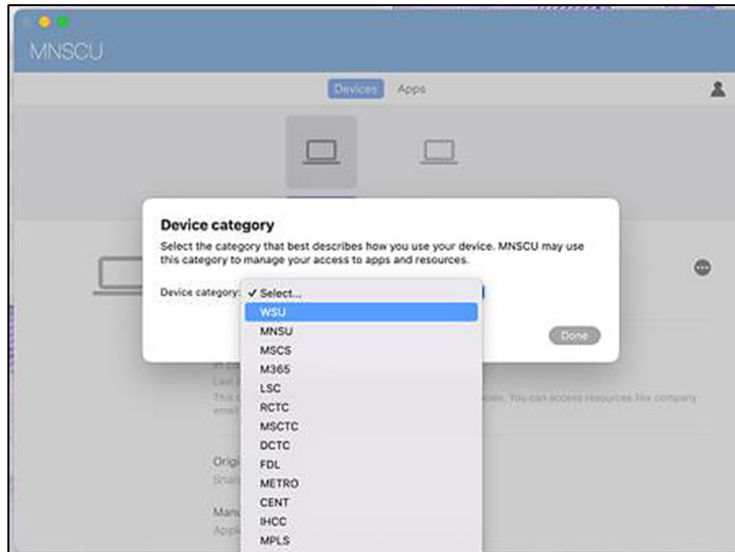 MNSCU
Devices Apps
Device category
Select the category that best describes how you use your device. MNSCU may use
this category to manage your access to apps and resources.
Device category: ✓ Select...
WSU
Done
MNSU
MSCS
M365
LSC
RCTC
MSCTC
DCTC
FDL
METRO
CENT
IHCC
MPLS
You can access resources like company
email
Origi
Manu
Apple